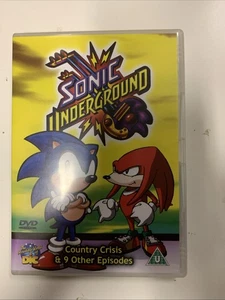 SONIC
UNDERGROUND
DVD
DIC
Country Crisis
& 9 Other Episodes
U